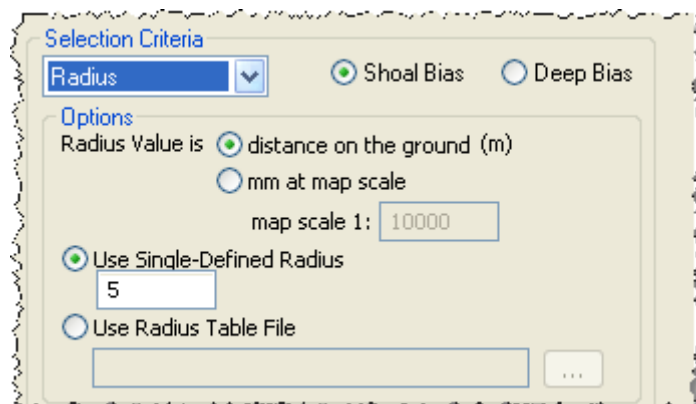 Selection Criteria
Radius Shoal Bias Deep Bias
Options
Radius Value is distance on the ground (m)
mm at map scale
map scale 1: 10000
Use Single-Defined Radius
5
Use Radius Table File
...